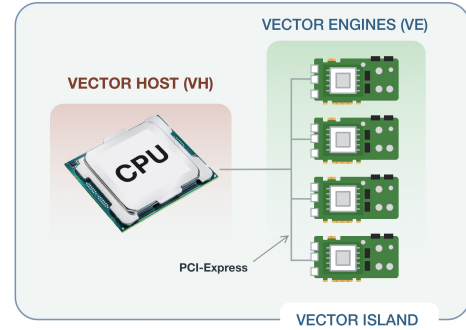 VECTOR ENGINES (VE)
VECTOR HOST (VH)
CPU
PCI-Express
VECTOR ISLAND